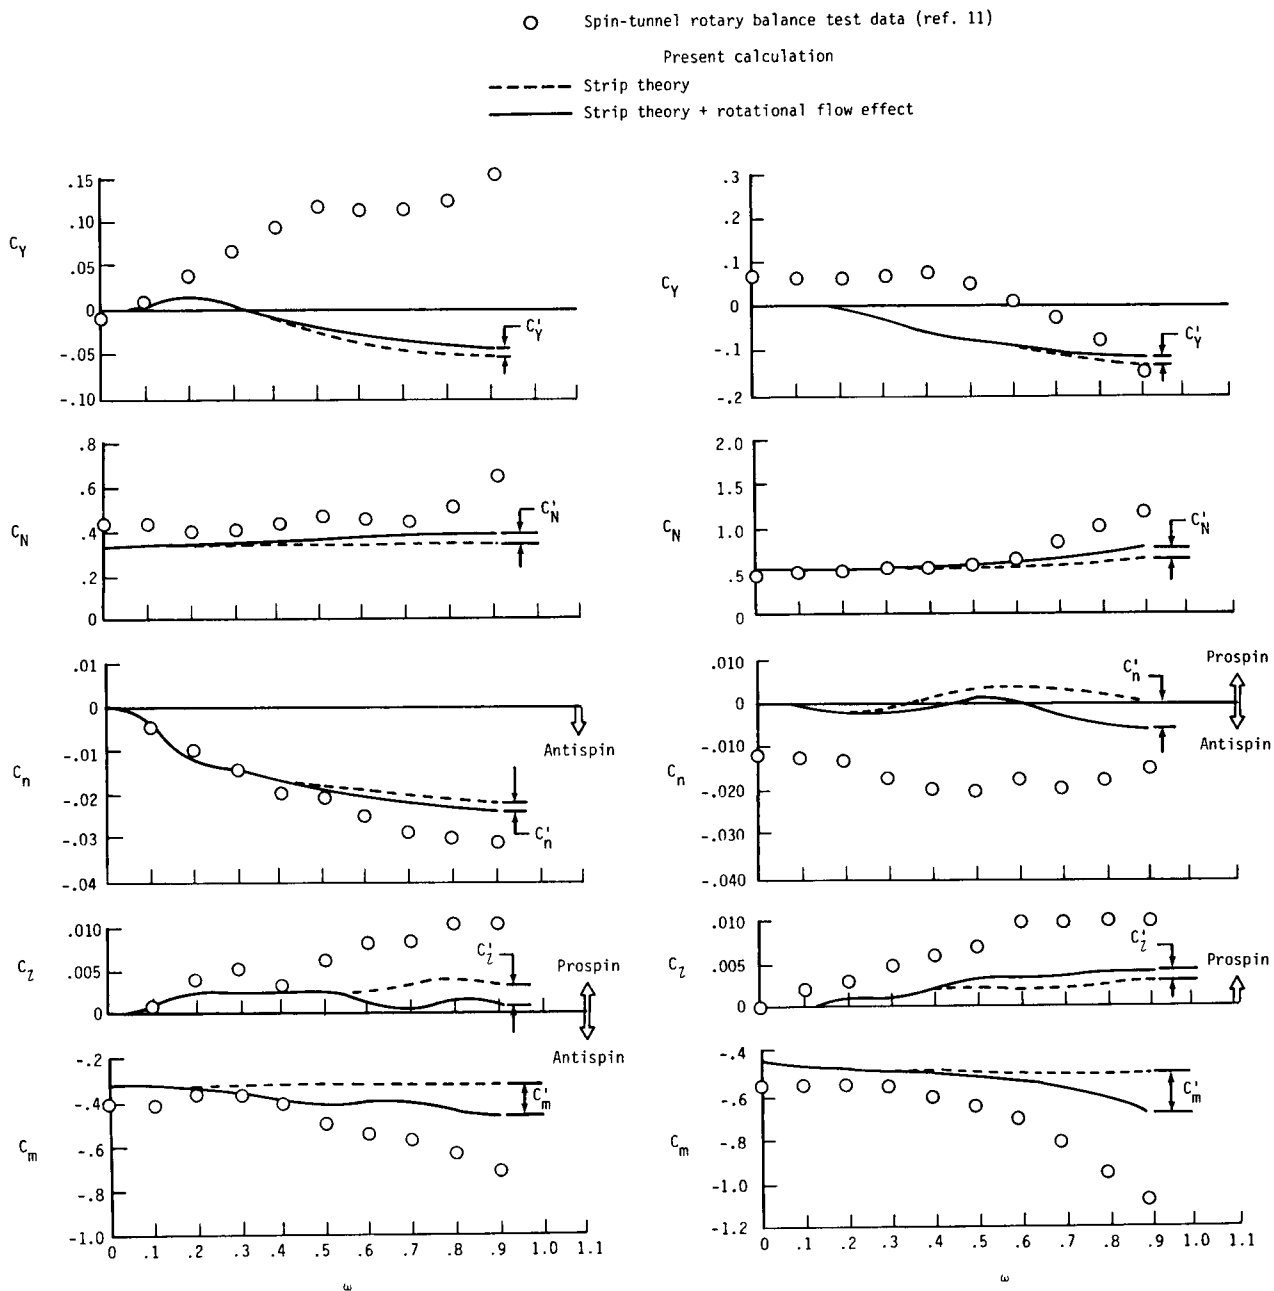 Spin-tunnel rotary balance test data (ref. 11)
Present calculation
Strip theory
Strip theory + rotational flow effect
.15
.10
.05
0
-.05
-.10
C_Y
C'_Y
.3
.2
.1
0
-.1
-.2
C_Y
C'_Y
.8
.6
.4
.2
0
C_N
C'_N
2.0
1.5
1.0
.5
0
C_N
C'_N
.01
0
-.01
-.02
-.03
-.04
C_n
C'_n
Antispin
.010
0
-.010
-.020
-.030
-.040
C_n
C'_n
Prospin
Antispin
.010
.005
0
C_l
C'_l
Prospin
Antispin
.010
.005
0
C_l
C'_l
Prospin
-.2
-.4
-.6
-.8
-1.0
C_m
C'_m
0 .1 .2 .3 .4 .5 .6 .7 .8 .9 1.0 1.1
ω
-.4
-.6
-.8
-1.0
-1.2
C_m
C'_m
0 .1 .2 .3 .4 .5 .6 .7 .8 .9 1.0 1.1
ω